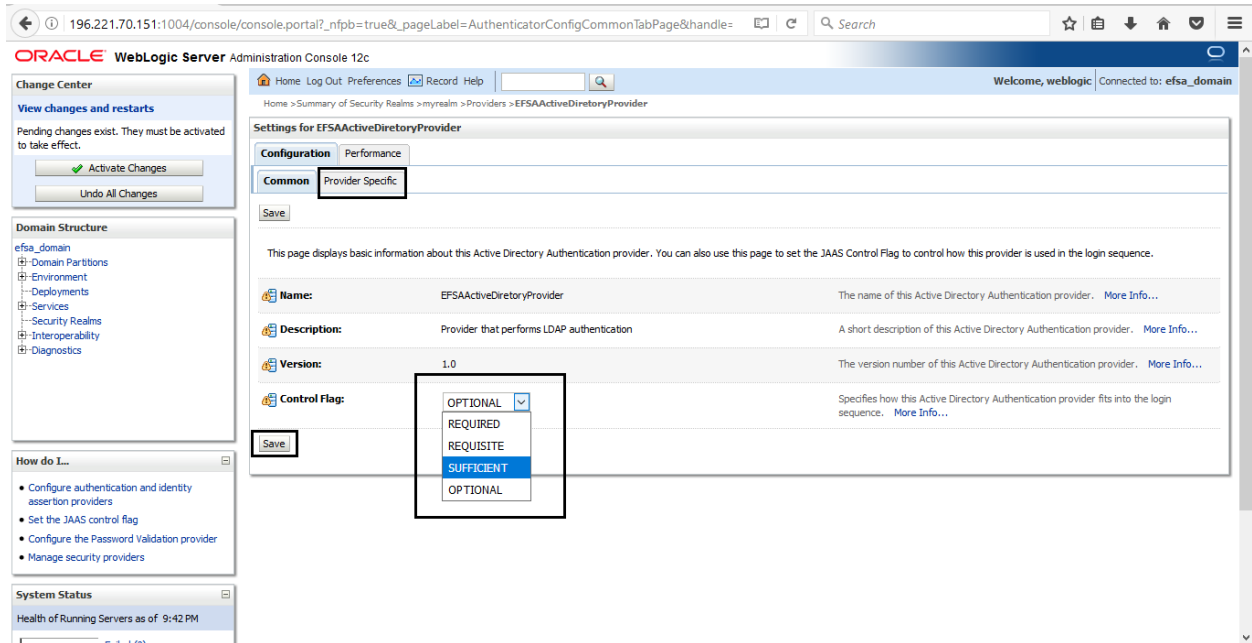 196.221.70.151:1004/console/console.portal?_nfpb=true&_pageLabel=AuthenticatorConfigCommonTabPage&handle=
Search
ORACLE WebLogic Server Administration Console 12c
Change Center
View changes and restarts
Pending changes exist. They must be activated
to take effect.
Activate Changes
Undo All Changes
Domain Structure
efsa_domain
Domain Partitions
Environment
Deployments
Services
Security Realms
Interoperability
Diagnostics
How do I...
Configure authentication and identity
assertion providers
Set the JAAS control flag
Configure the Password Validation provider
Manage security providers
System Status
Health of Running Servers as of 9:42 PM
Home Log Out Preferences Record Help
Welcome, weblogic Connected to: efsa_domain
Home >Summary of Security Realms >myrealm >Providers >EFSAActiveDiretoryProvider
Settings for EFSAActiveDiretoryProvider
Configuration Performance
Common Provider Specific
Save
This page displays basic information about this Active Directory Authentication provider. You can also use this page to set the JAAS Control Flag to control how this provider is used in the login sequence.
Name: EFSAActiveDiretoryProvider The name of this Active Directory Authentication provider. More Info...
Description: Provider that performs LDAP authentication A short description of this Active Directory Authentication provider. More Info...
Version: 1.0 The version number of this Active Directory Authentication provider. More Info...
Control Flag: OPTIONAL Specifies how this Active Directory Authentication provider fits into the login
sequence. More Info...
REQUIRED
REQUISITE
SUFFICIENT
OPTIONAL
Save